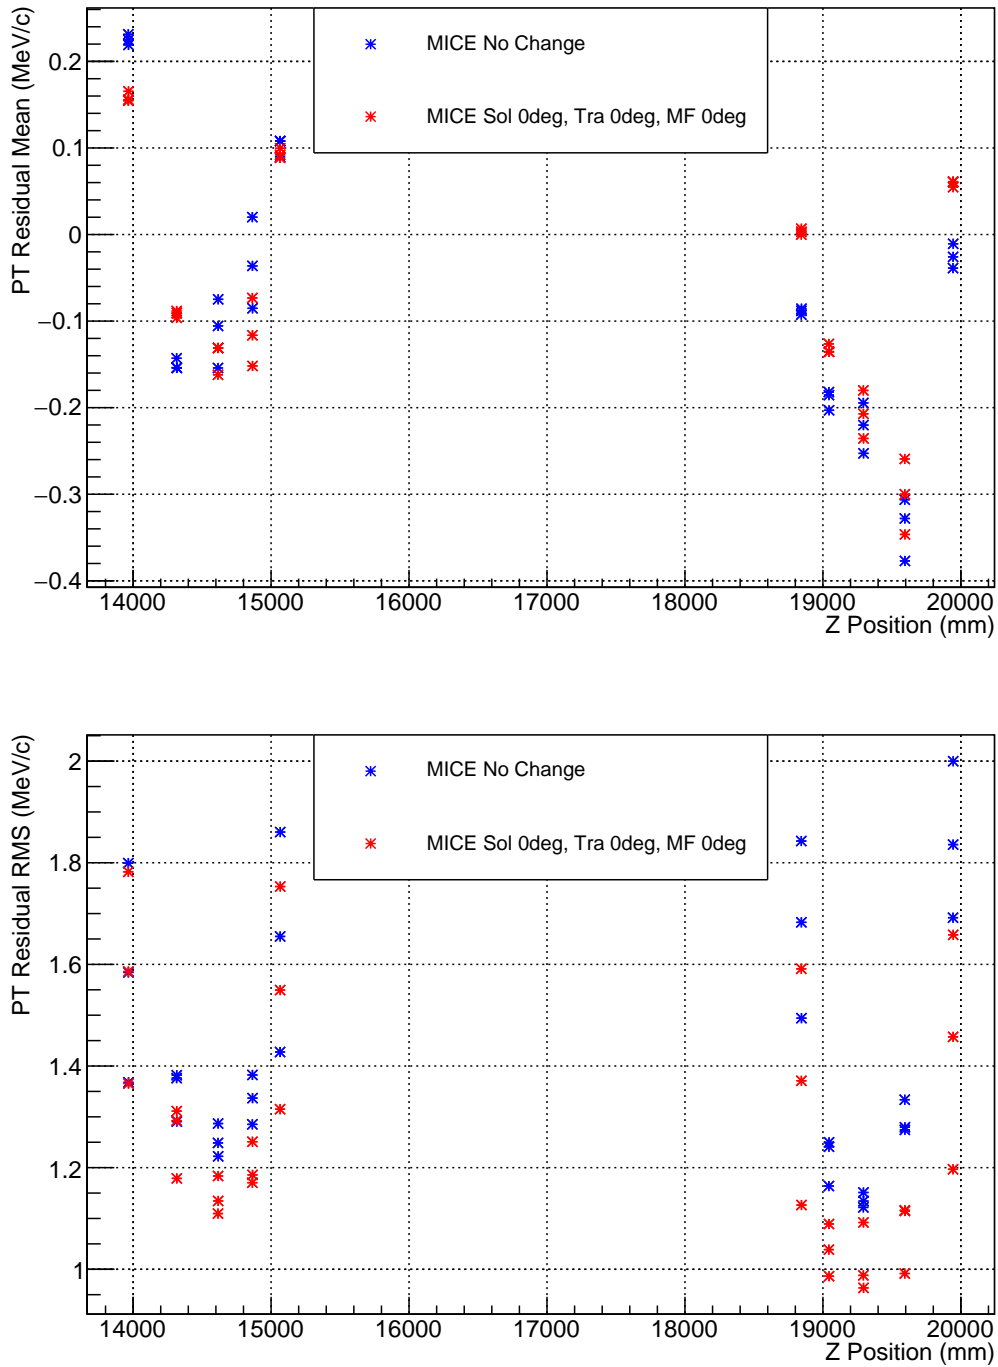 PT Residual Mean (MeV/c)
MICE No Change
MICE Sol 0deg, Tra 0deg, MF 0deg
0.2
0.1
0
−0.1
−0.2
−0.3
−0.4
14000 15000 16000 17000 18000 19000 20000
Z Position (mm)
PT Residual RMS (MeV/c)
MICE No Change
MICE Sol 0deg, Tra 0deg, MF 0deg
2
1.8
1.6
1.4
1.2
1
14000 15000 16000 17000 18000 19000 20000
Z Position (mm)